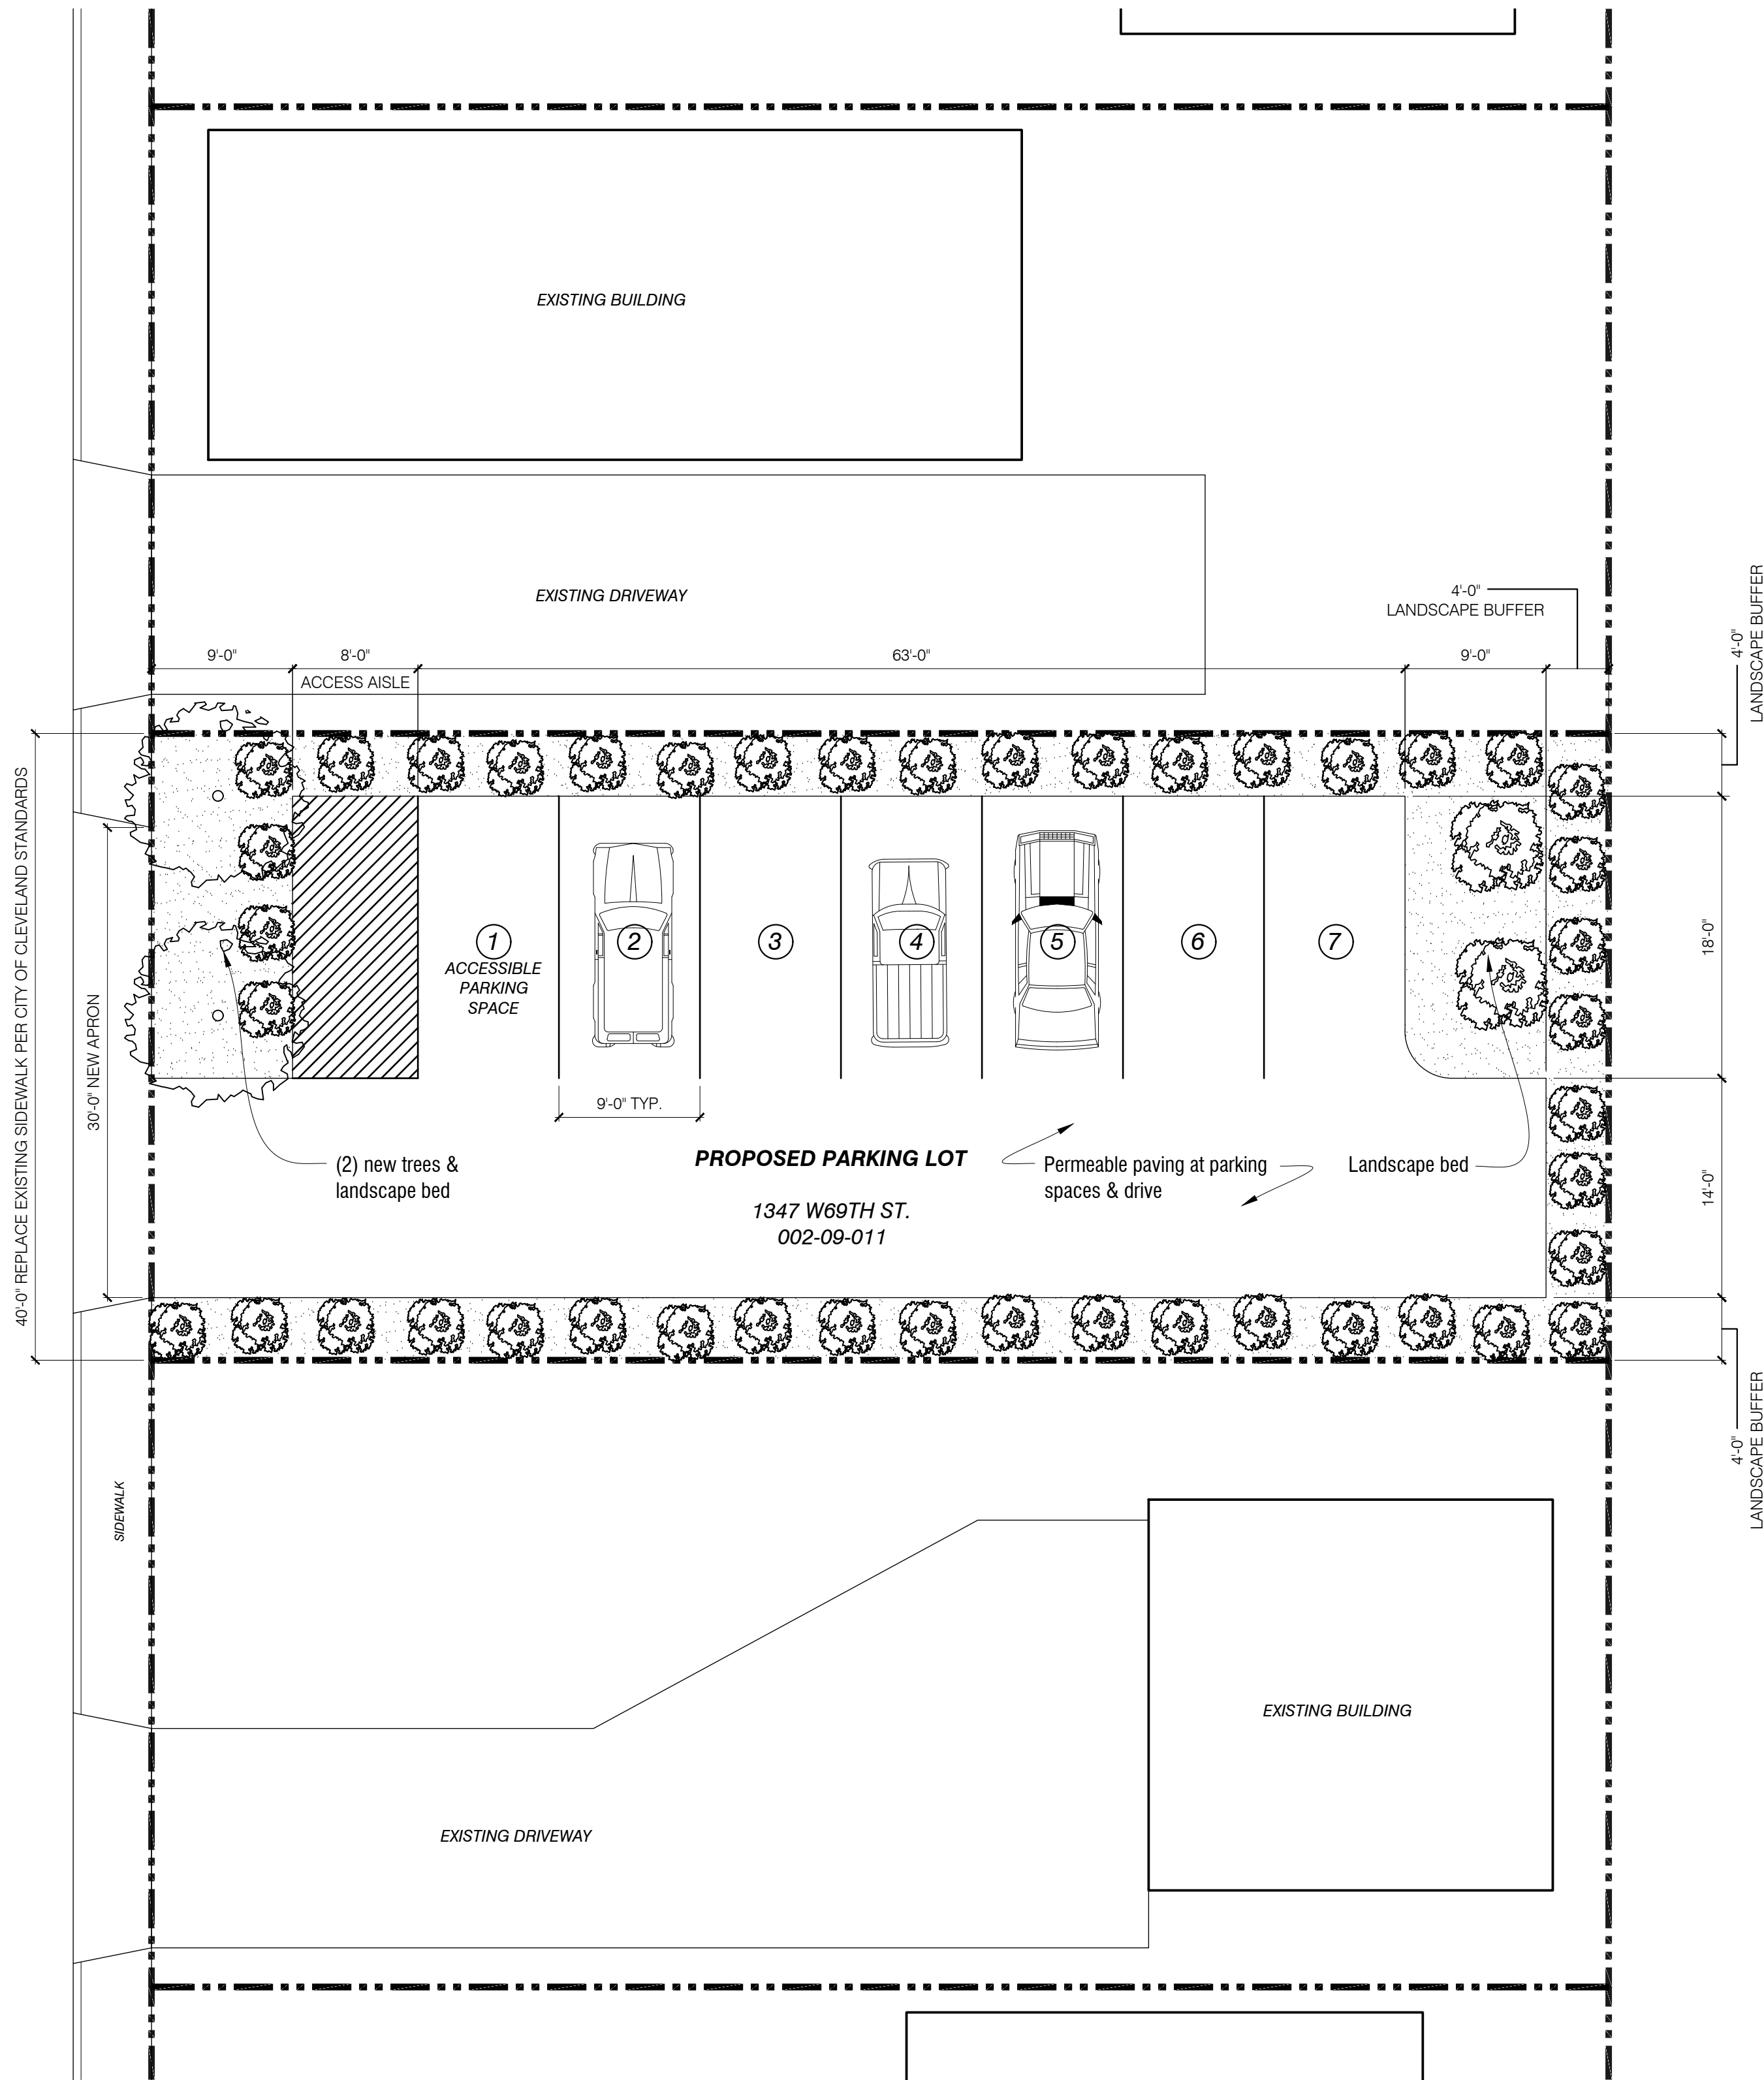 EXISTING BUILDING
EXISTING DRIVEWAY
4'-0"
LANDSCAPE BUFFER
4'-0"
LANDSCAPE BUFFER
9'-0"
8'-0"
63'-0"
9'-0"
ACCESS AISLE
40'-0" REPLACE EXISTING SIDEWALK PER CITY OF CLEVELAND STANDARDS
30'-0" NEW APRON
1
2
3
4
5
6
7
ACCESSIBLE
PARKING
SPACE
18'-0"
9'-0" TYP.
(2) new trees &
landscape bed
PROPOSED PARKING LOT
1347 W69TH ST.
002-09-011
Permeable paving at parking
spaces & drive
Landscape bed
14'-0"
4'-0"
LANDSCAPE BUFFER
SIDEWALK
EXISTING BUILDING
EXISTING DRIVEWAY